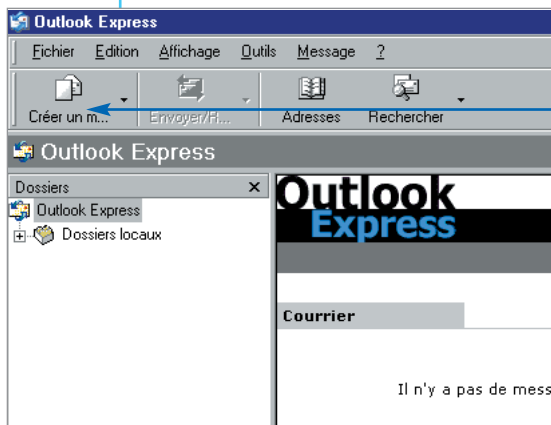 Outlook Express
Fichier Edition Affichage Outils Message ?
Créer un m... Envoyer/R... Adresses Rechercher
Outlook Express
Dossiers
Outlook Express
Dossiers locaux
Outlook
Express
Courrier
Il n'y a pas de mess